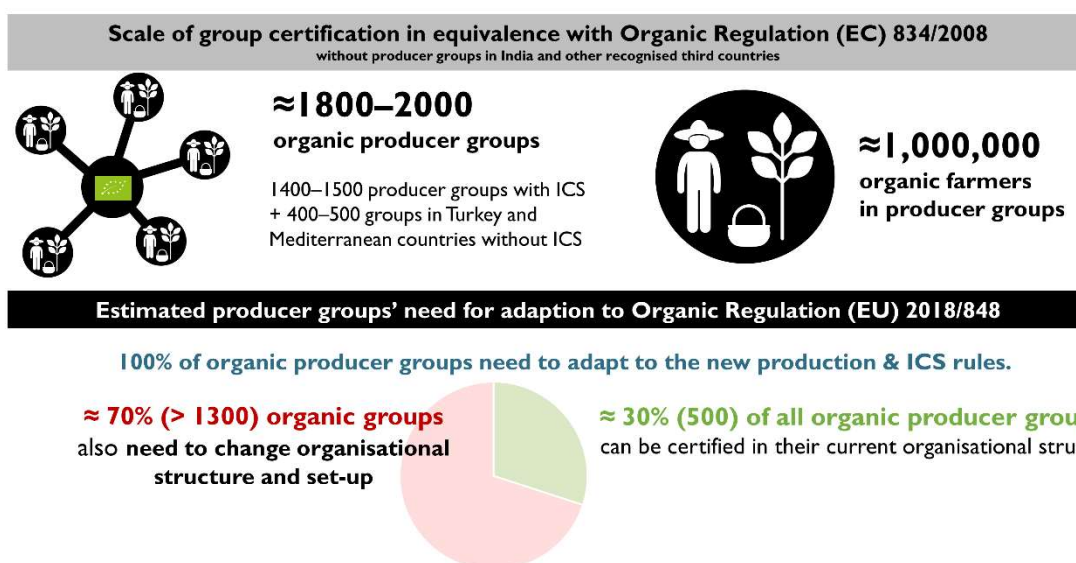 Scale of group certification in equivalence with Organic Regulation (EC) 834/2008
without producer groups in India and other recognised third countries
≈1800–2000
organic producer groups
1400–1500 producer groups with ICS
+ 400–500 groups in Turkey and
Mediterranean countries without ICS
≈1,000,000
organic farmers
in producer groups
Estimated producer groups’ need for adaption to Organic Regulation (EU) 2018/848
100% of organic producer groups need to adapt to the new production & ICS rules.
≈ 70% (> 1300) organic groups
also need to change organisational
structure and set-up
≈ 30% (500) of all organic producer grou
can be certified in their current organisational stru